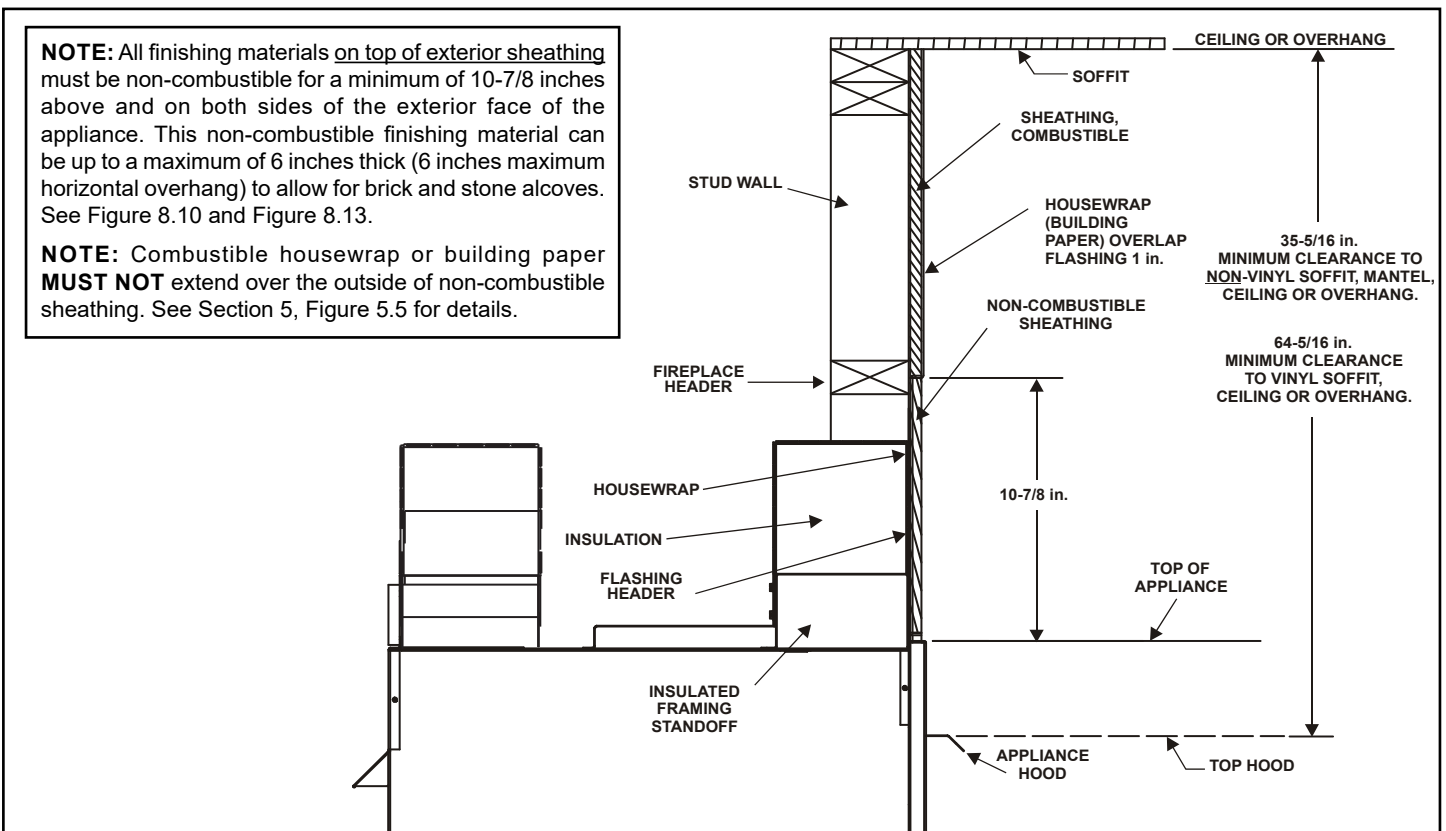 NOTE: All finishing materials on top of exterior sheathing
must be non-combustible for a minimum of 10-7/8 inches
above and on both sides of the exterior face of the
appliance. This non-combustible finishing material can
be up to a maximum of 6 inches thick (6 inches maximum
horizontal overhang) to allow for brick and stone alcoves.
See Figure 8.10 and Figure 8.13.
NOTE: Combustible housewrap or building paper
MUST NOT extend over the outside of non-combustible
sheathing. See Section 5, Figure 5.5 for details.
CEILING OR OVERHANG
SOFFIT
SHEATHING,
COMBUSTIBLE
STUD WALL
HOUSEWRAP
(BUILDING
PAPER) OVERLAP
FLASHING 1 in.
35-5/16 in.
MINIMUM CLEARANCE TO
NON-VINYL SOFFIT, MANTEL,
CEILING OR OVERHANG.
NON-COMBUSTIBLE
SHEATHING
64-5/16 in.
MINIMUM CLEARANCE
TO VINYL SOFFIT,
CEILING OR OVERHANG.
FIREPLACE
HEADER
HOUSEWRAP
10-7/8 in.
INSULATION
FLASHING
HEADER
TOP OF
APPLIANCE
INSULATED
FRAMING
STANDOFF
APPLIANCE
HOOD
TOP HOOD